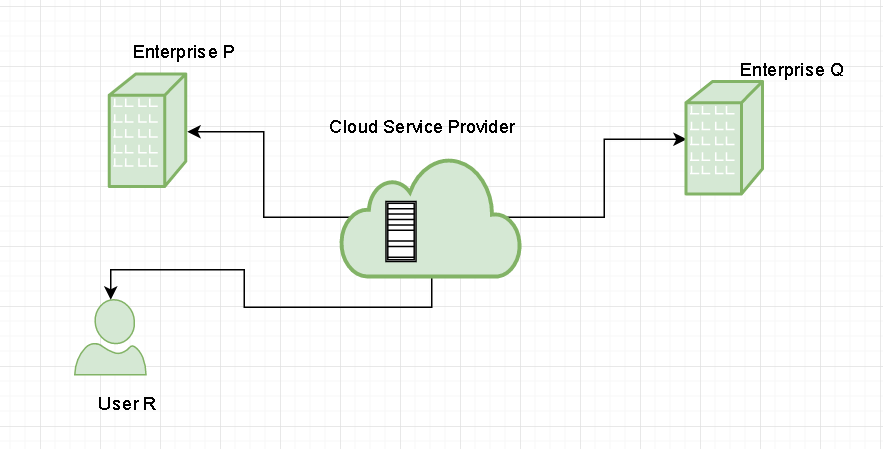 Enterprise P
Enterprise Q
Cloud Service Provider
User R